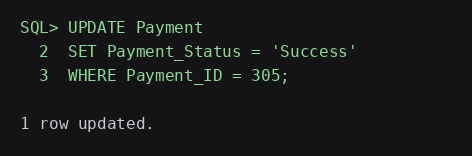 SQL> UPDATE Payment
  2  SET Payment_Status = 'Success'
  3  WHERE Payment_ID = 305;

1 row updated.